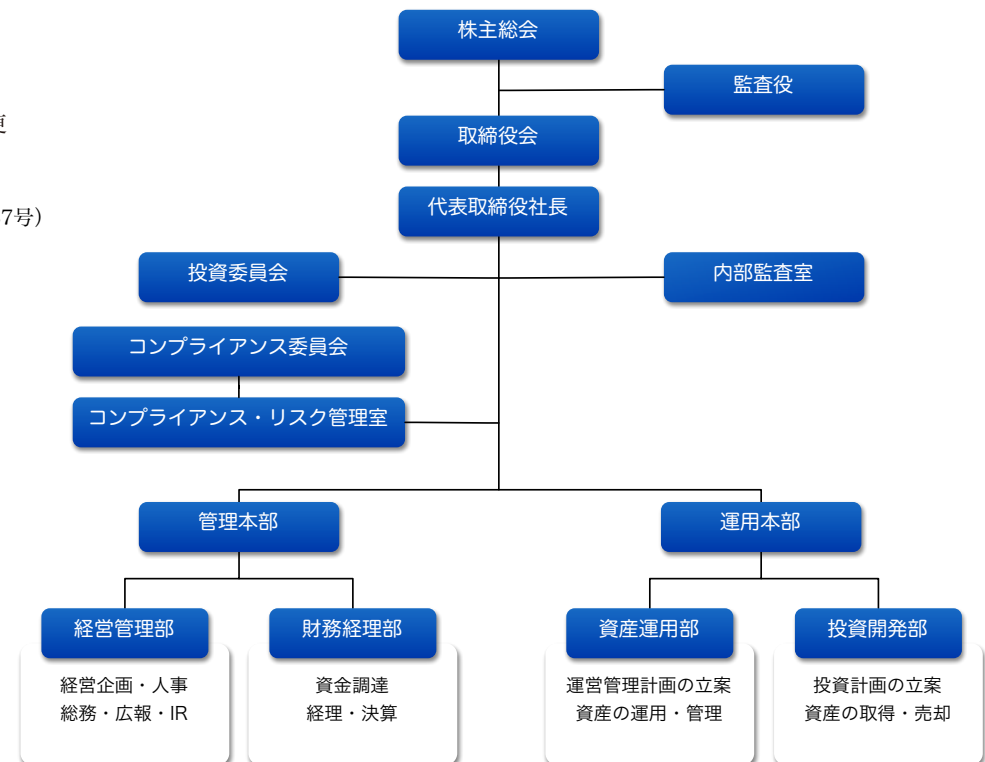 株主総会
監査役
更
取締役会
7号）
代表取締役社長
投資委員会
内部監査室
コンプライアンス委員会
コンプライアンス・リスク管理室
管理本部
運用本部
経営管理部
経営企画・人事
総務・広報・IR
財務経理部
資金調達
経理・決算
資産運用部
運営管理計画の立案
資産の運用・管理
投資開発部
投資計画の立案
資産の取得・売却